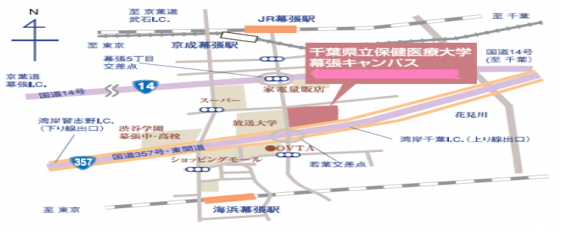 N
至 京葉道
武石I.C.
JR幕張駅
至 千葉
至 東京
京成幕張駅
千葉県立保健医療大学
幕張キャンパス
幕張5丁目
交差点
国道14号
(至 千葉)
京葉道
幕張I.C.
国道14号
14
家電量販店
スーパー
湾岸習志野I.C.
(下り線出口)
放送大学
花見川
渋谷学園
幕張中・高校
湾岸千葉I.C.(上り線出口)
OVTA
357
国道357号・東関道
ショッピングモール
若葉交差点
至 東京
海浜幕張駅